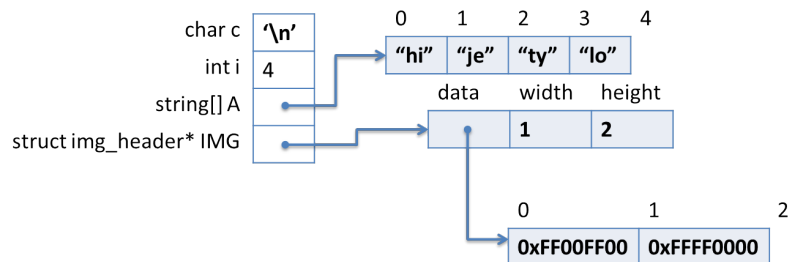 0 1 2 3 4
char c ‘\n’
“hi” “je” “ty” “lo”
int i 4
data width height
string[] A
1 2
struct img_header* IMG
0 1 2
0xFF00FF00 0xFFFF0000